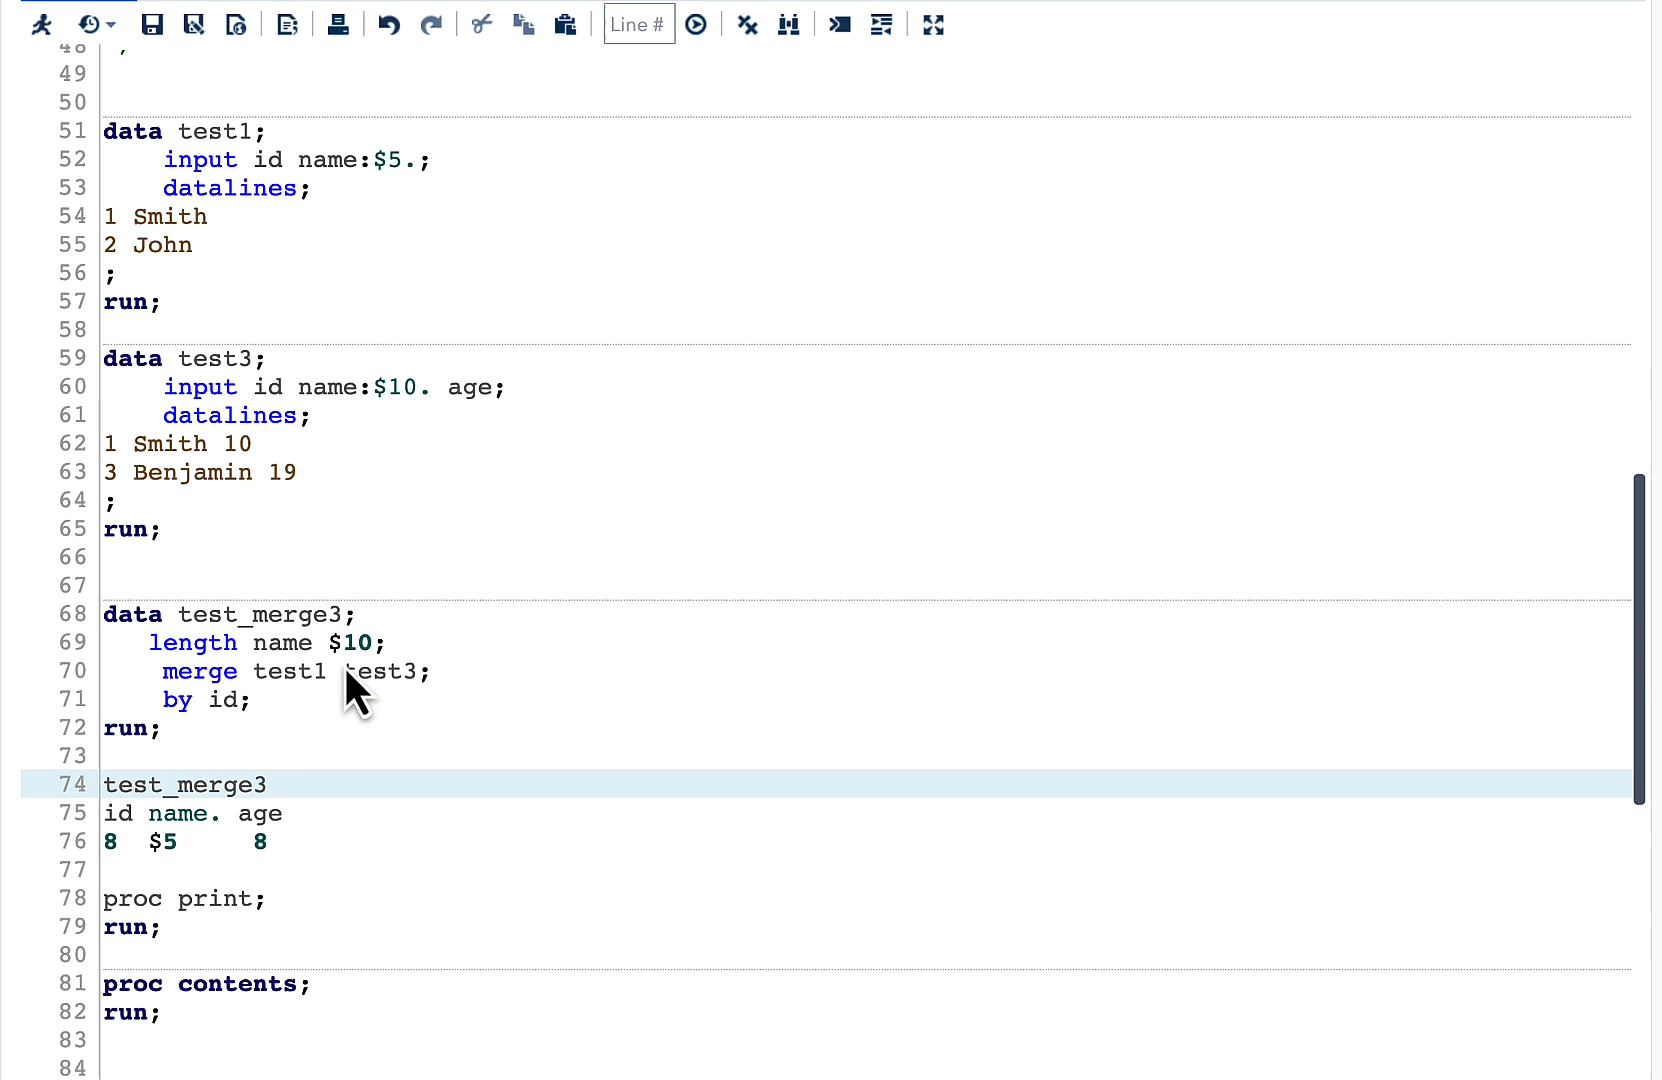 Line #
48 ;
49
50
51 data test1;
52 input id name:$5.;
53 datalines;
54 1 Smith
55 2 John
56 ;
57 run;
58
59 data test3;
60 input id name:$10. age;
61 datalines;
62 1 Smith 10
63 3 Benjamin 19
64 ;
65 run;
66
67
68 data test_merge3;
69 length name $10;
70 merge test1 test3;
71 by id;
72 run;
73
74 test_merge3
75 id name. age
76 8 $5 8
77
78 proc print;
79 run;
80
81 proc contents;
82 run;
83
84